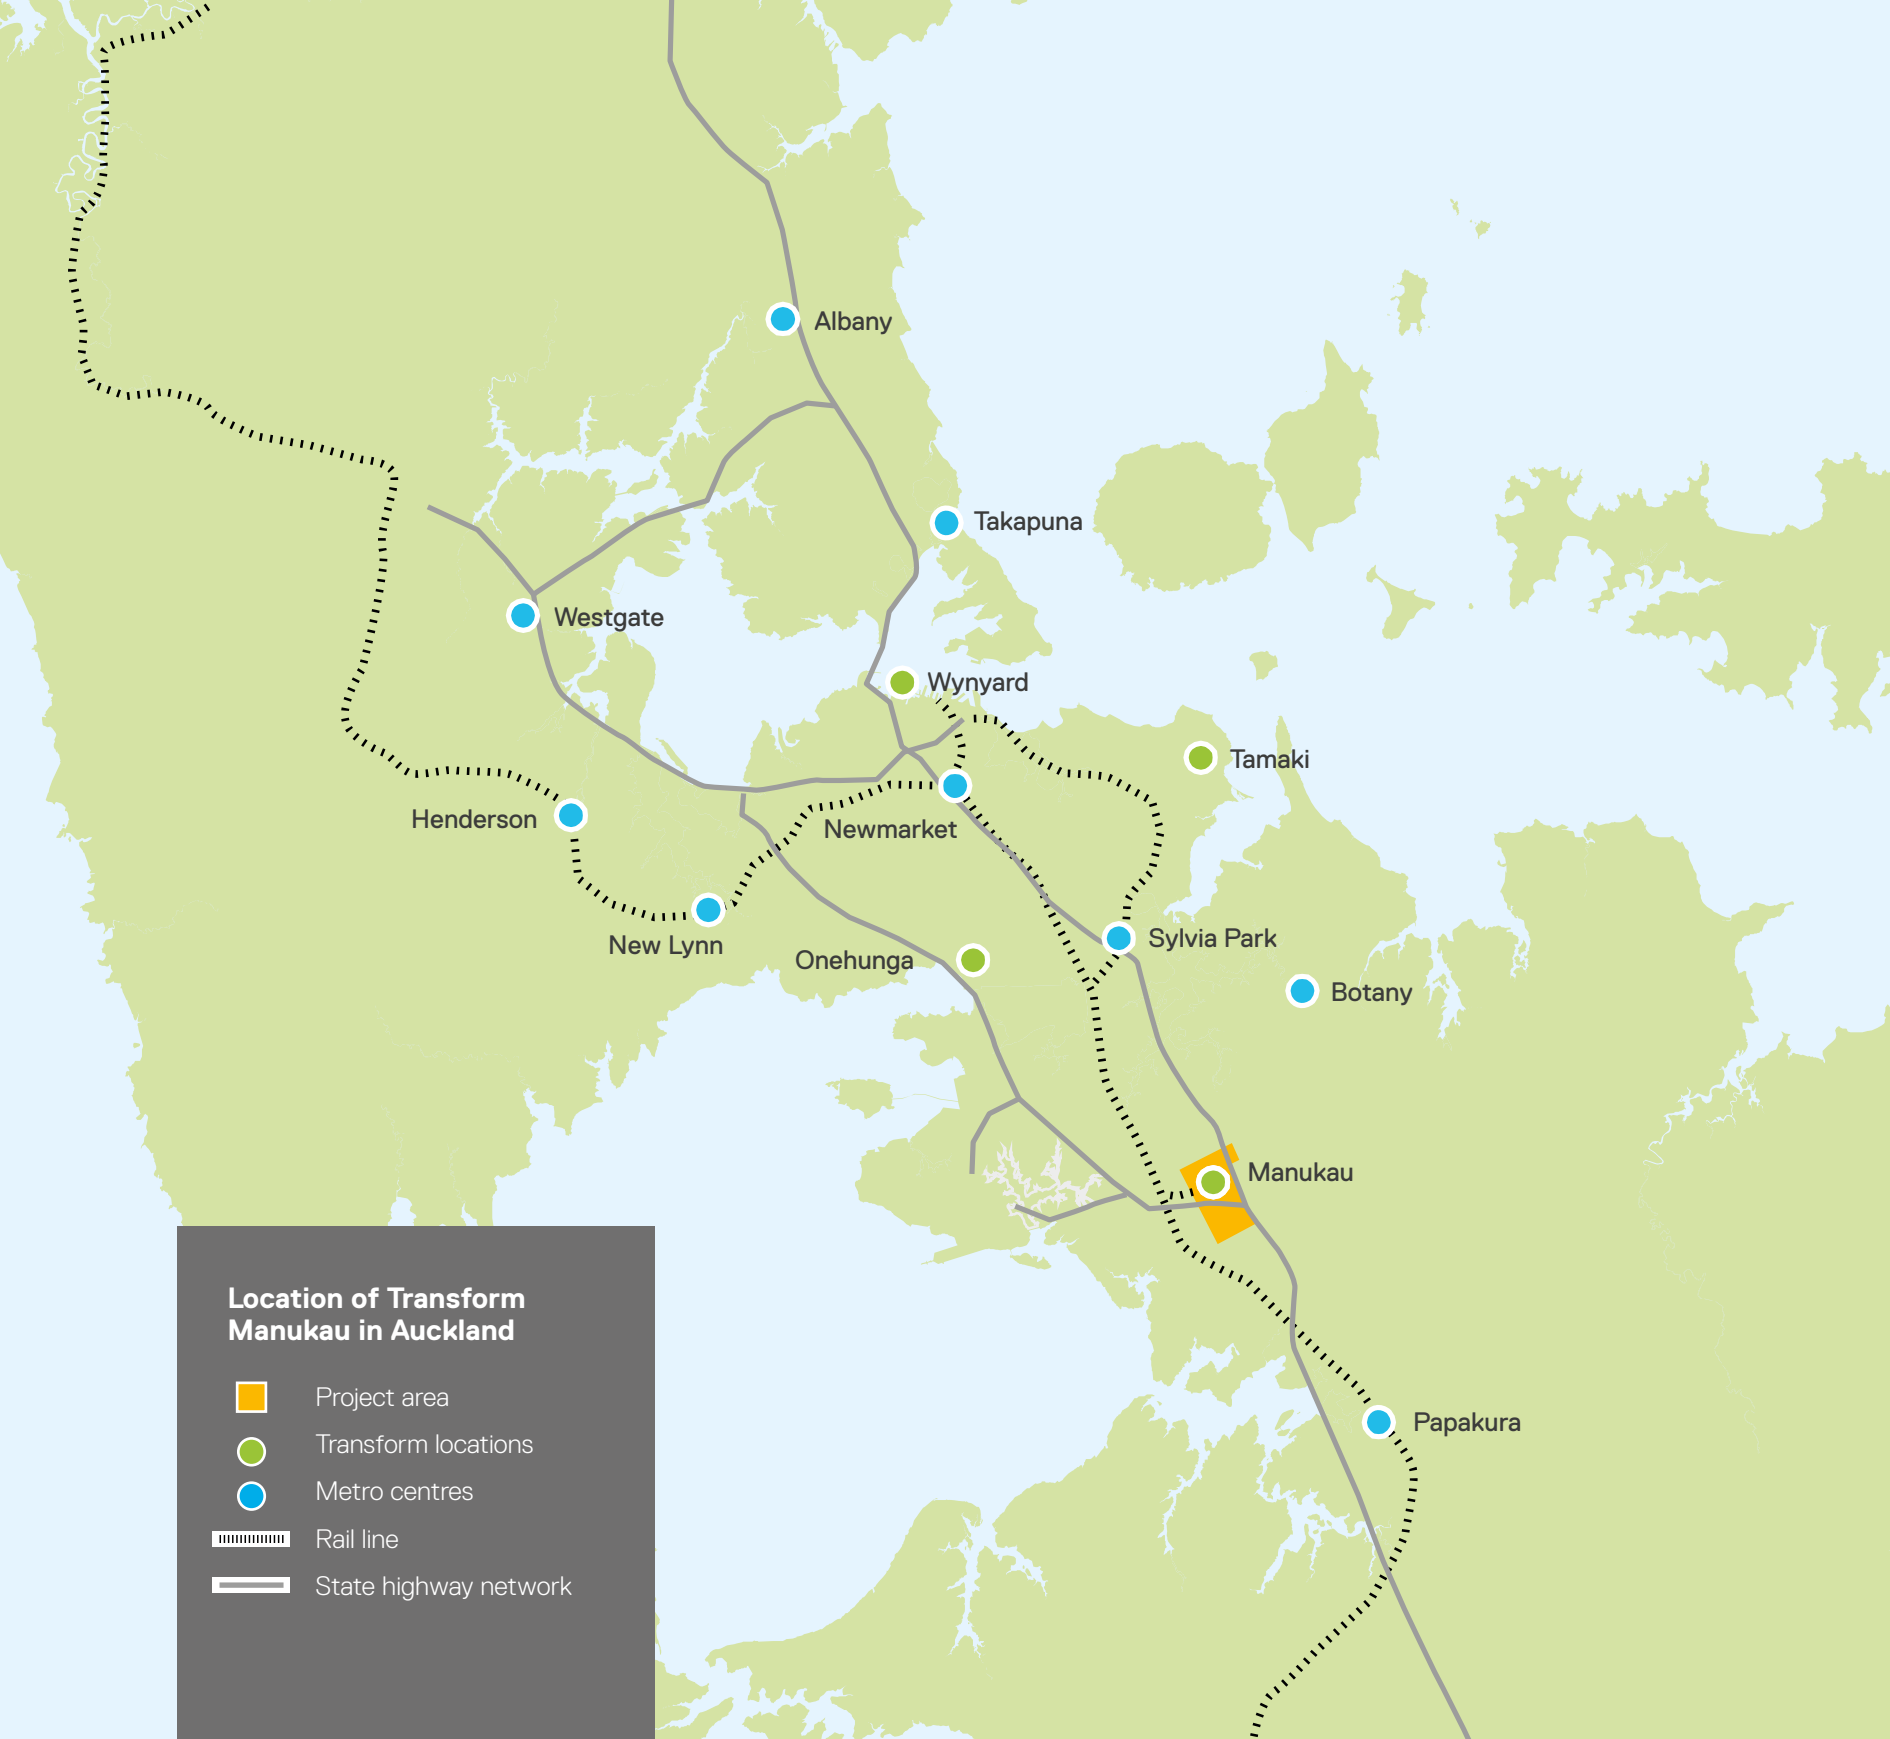 Albany
Takapuna
Westgate
Wynyard
Tamaki
Henderson
Newmarket
New Lynn
Onehunga
Sylvia Park
Botany
Manukau
Papakura
Location of Transform
Manukau in Auckland
Project area
Transform locations
Metro centres
Rail line
State highway network